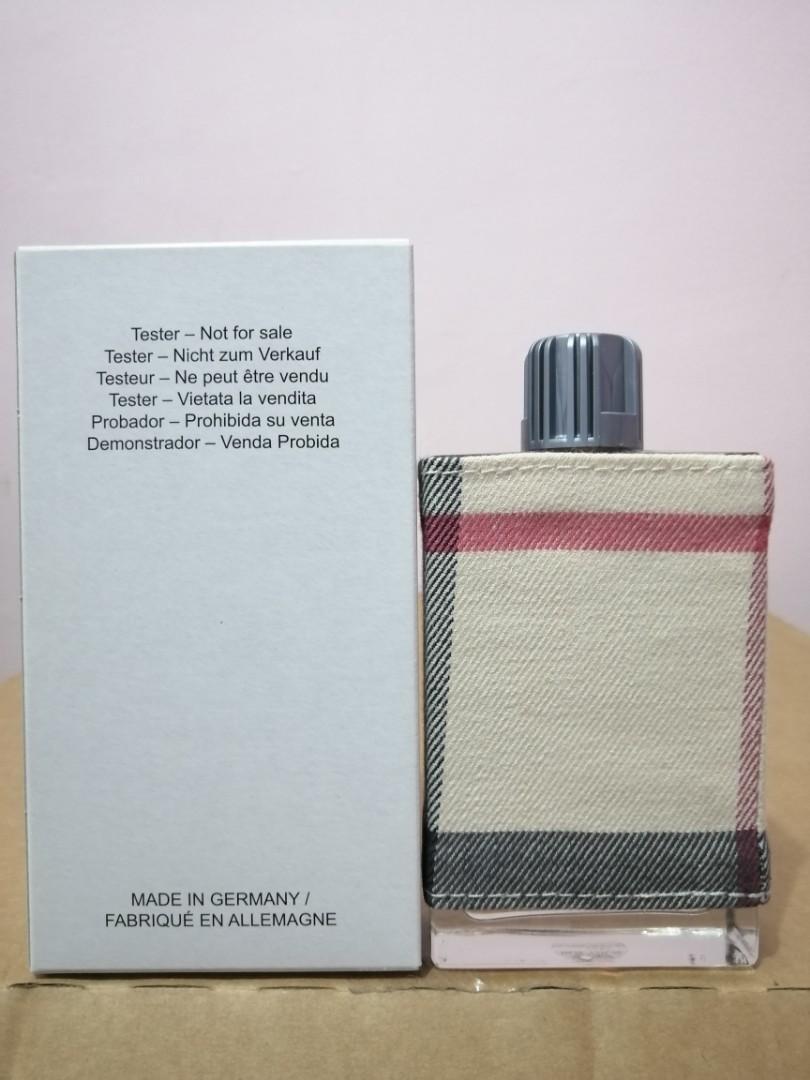 Tester – Not for sale
Tester – Nicht zum Verkauf
Testeur – Ne peut être vendu
Tester – Vietata la vendita
Probador – Prohibida su venta
Demonstrador – Venda Probida
MADE IN GERMANY /
FABRIQUÉ EN ALLEMAGNE